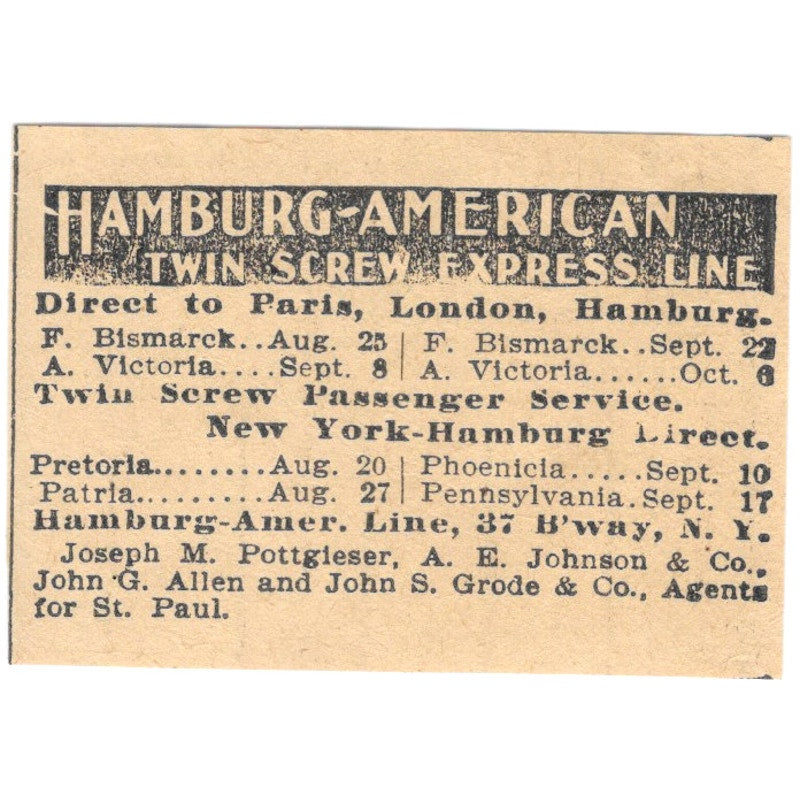 HAMBURG-AMERICAN
TWIN SCREW EXPRESS LINE
Direct to Paris, London, Hamburg.
F. Bismarck..Aug. 25 | F. Bismarck..Sept. 22
A. Victoria....Sept. 8 | A. Victoria......Oct. 6
Twin Screw Passenger Service.
New York-Hamburg Direct.
Pretoria........Aug. 20 | Phoenicia.....Sept. 10
Patria..........Aug. 27 | Pennsylvania.Sept. 17
Hamburg-Amer. Line, 37 B'way, N. Y.
Joseph M. Pottgieser, A. E. Johnson & Co.,
John G. Allen and John S. Grode & Co., Agents
for St. Paul.